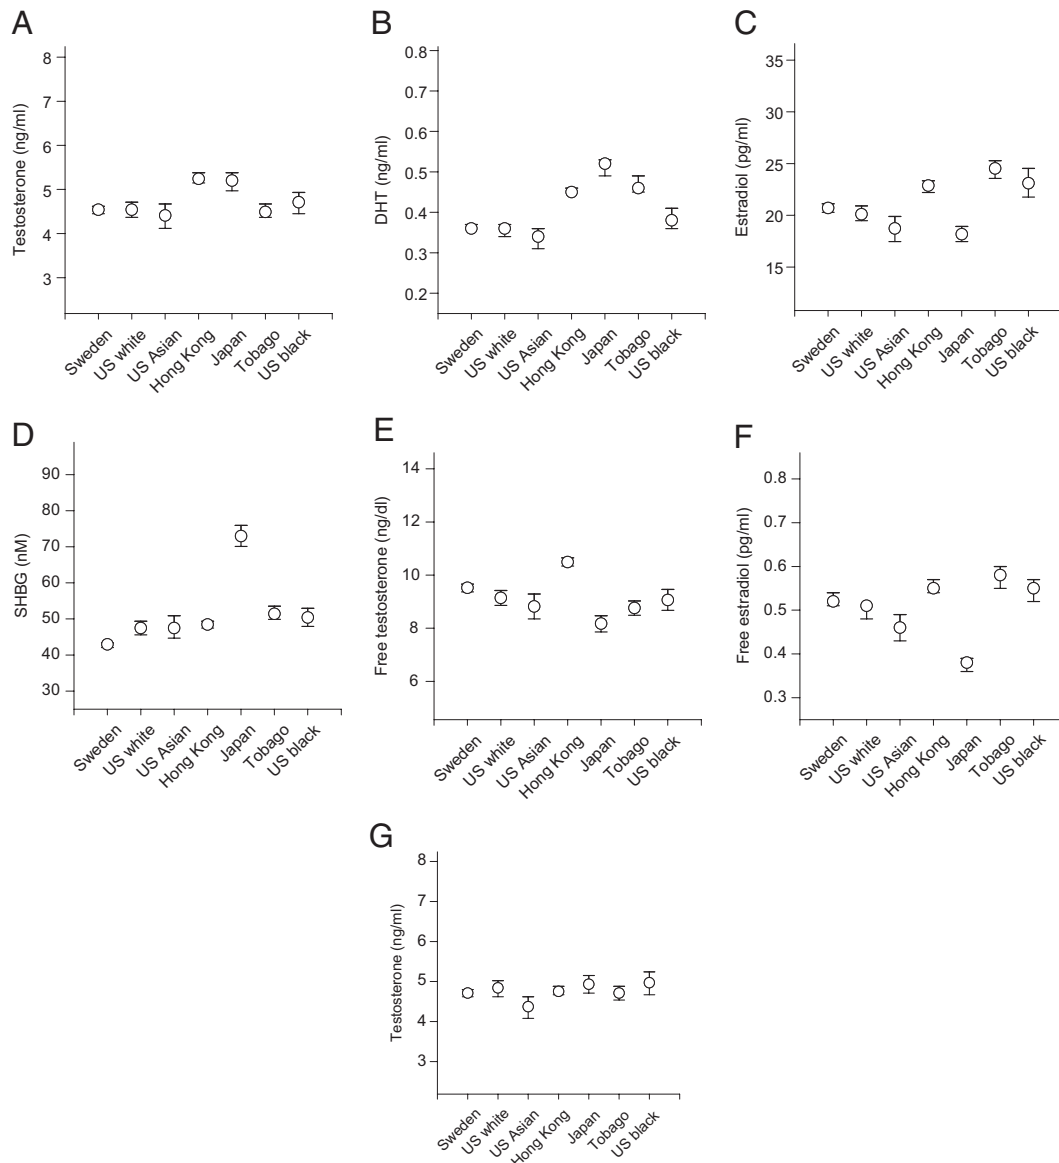 A
Testosterone (ng/ml)
8
7
6
5
4
3
Sweden
US white
US Asian
Hong Kong
Japan
Tobago
US black
B
DHT (ng/ml)
0.8
0.7
0.6
0.5
0.4
0.3
0.2
Sweden
US white
US Asian
Hong Kong
Japan
Tobago
US black
C
Estradiol (pg/ml)
35
30
25
20
15
Sweden
US white
US Asian
Hong Kong
Japan
Tobago
US black
D
SHBG (nM)
90
80
70
60
50
40
30
Sweden
US white
US Asian
Hong Kong
Japan
Tobago
US black
E
Free testosterone (ng/dl)
14
12
10
8
6
Sweden
US white
US Asian
Hong Kong
Japan
Tobago
US black
F
Free estradiol (pg/ml)
0.8
0.7
0.6
0.5
0.4
0.3
Sweden
US white
US Asian
Hong Kong
Japan
Tobago
US black
G
Testosterone (ng/ml)
8
7
6
5
4
3
Sweden
US white
US Asian
Hong Kong
Japan
Tobago
US black